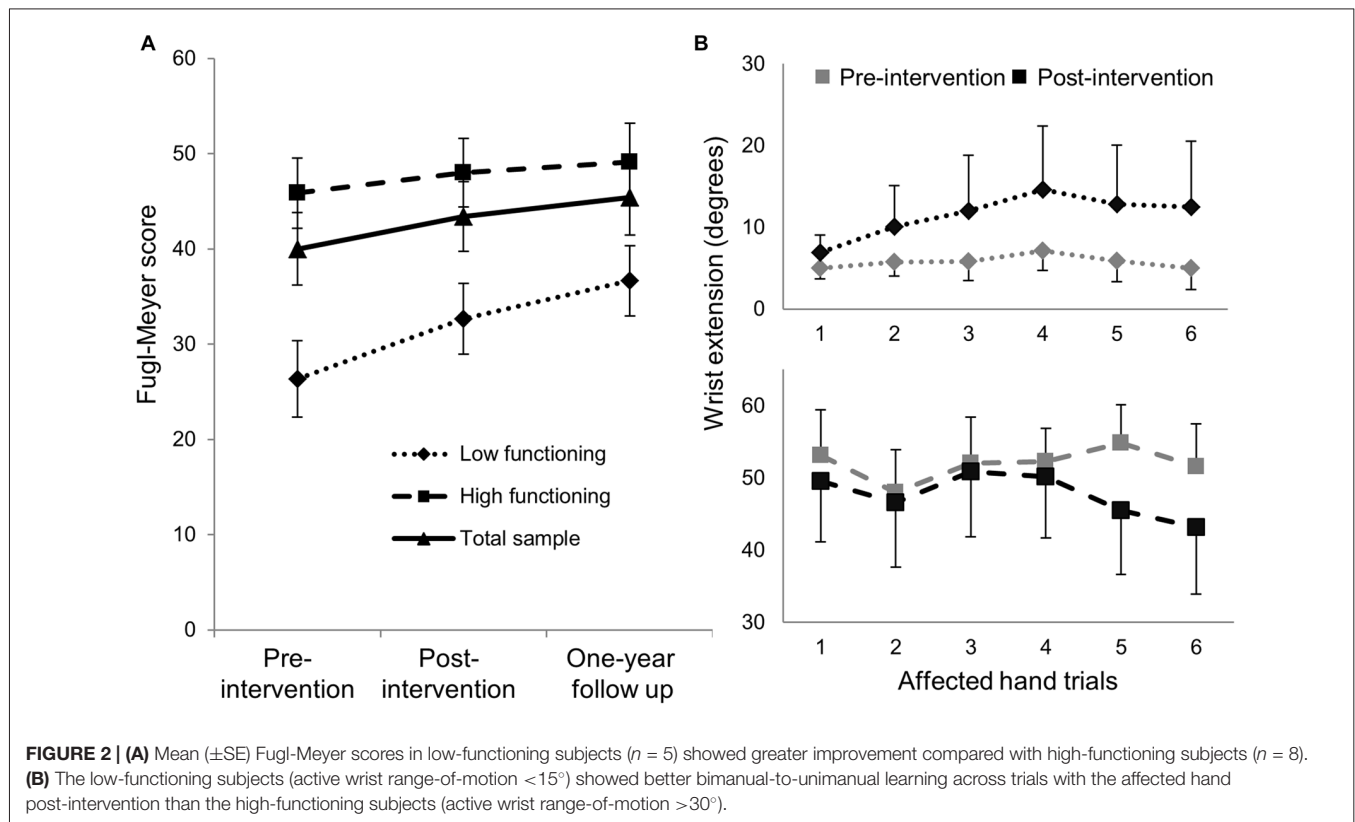 A
60
50
40
30
20
10
0
Fugl-Meyer score
Low functioning
High functioning
Total sample
Pre-
intervention
Post-
intervention
One-year
follow up
B
30
20
10
0
Pre-intervention
Post-intervention
1 2 3 4 5 6
Wrist extension (degrees)
60
50
40
30
1 2 3 4 5 6
Affected hand trials
FIGURE 2 | (A) Mean (±SE) Fugl-Meyer scores in low-functioning subjects (n = 5) showed greater improvement compared with high-functioning subjects (n = 8).
(B) The low-functioning subjects (active wrist range-of-motion <15°) showed better bimanual-to-unimanual learning across trials with the affected hand
post-intervention than the high-functioning subjects (active wrist range-of-motion >30°).